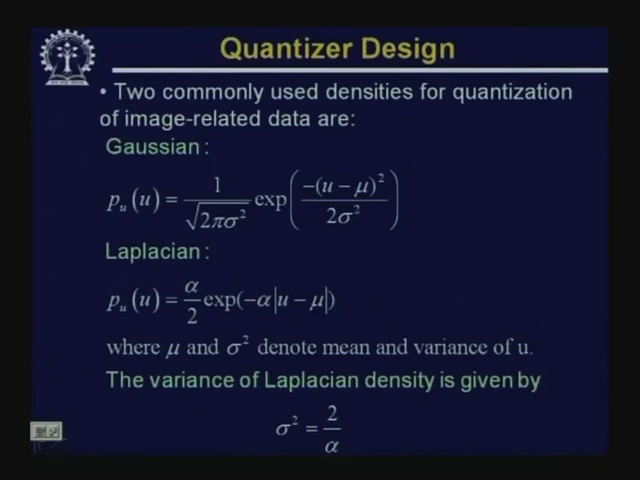 Quantizer Design
• Two commonly used densities for quantization
of image-related data are:
Gaussian :
pᵤ(u) = 1/√(2πσ²) exp(−(u − μ)²/2σ²)
Laplacian :
pᵤ(u) = α/2 exp(−α|u − μ|)
where μ and σ² denote mean and variance of u.
The variance of Laplacian density is given by
σ² = 2/α